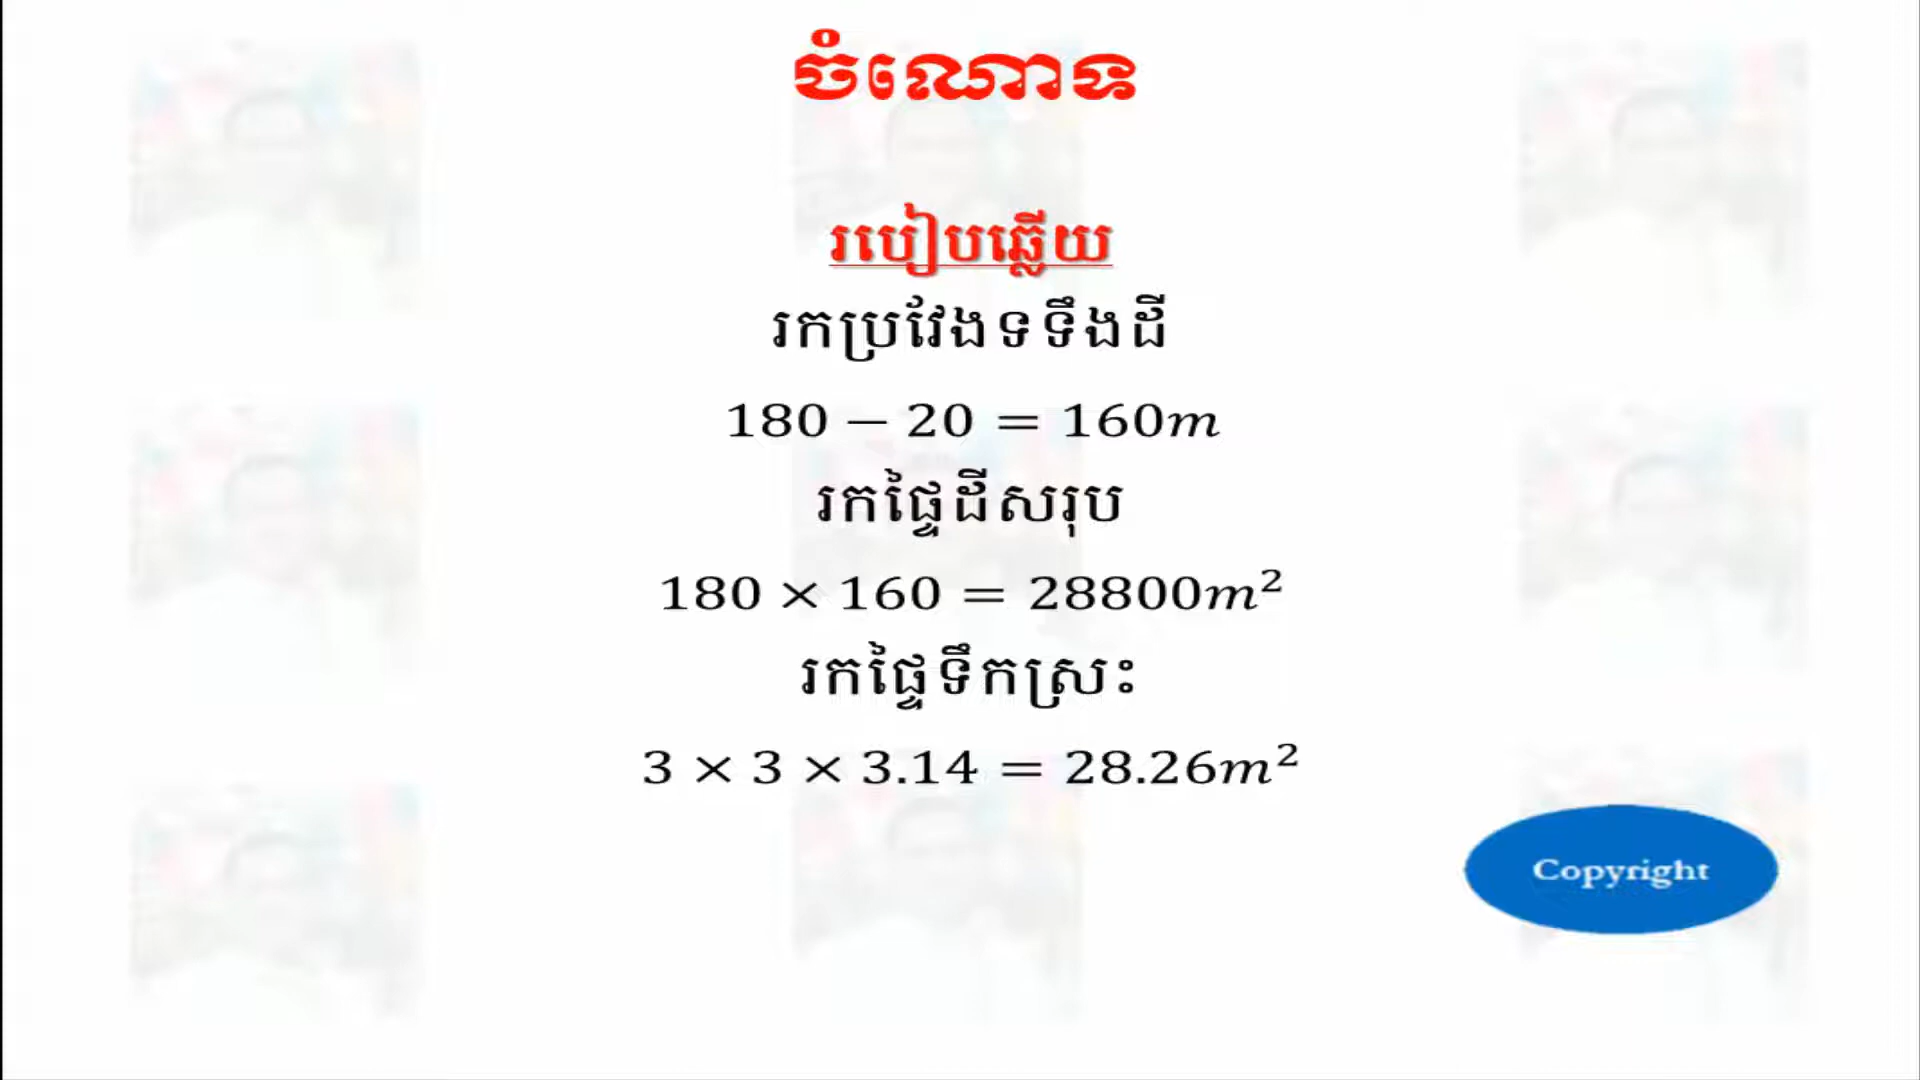 ចំណោទ
របៀបឆ្លើយ
រកប្រវែងទទឹងដី
180 − 20 = 160m
រកផ្ទៃដីសរុប
180 × 160 = 28800m²
រកផ្ទៃទឹកស្រះ
3 × 3 × 3.14 = 28.26m²
Copyright